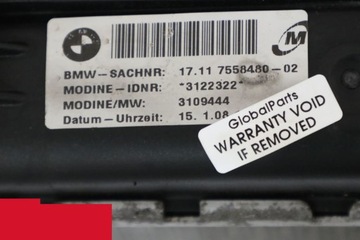 BMW-SACHNR: 17.11 7558480-02
MODINE-IDNR: *3122322*
MODINE/MW: 3109444
Datum-Uhrzeit: 15. 1.08
GlobalParts
WARRANTY VOID
IF REMOVED